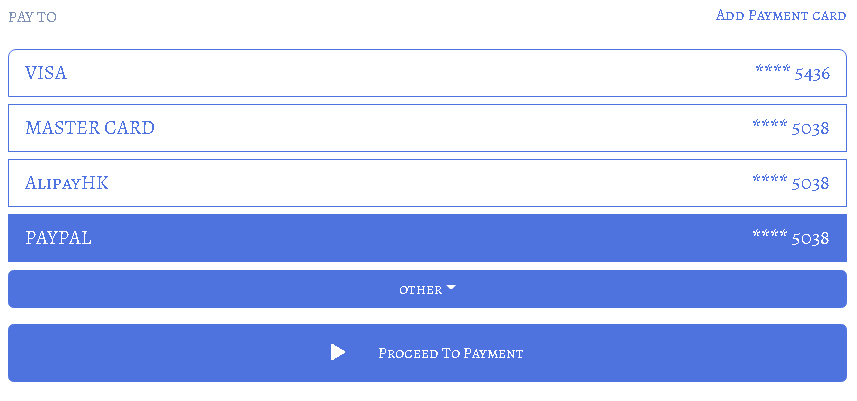 PAY TO
Add Payment card
VISA **** 5436
MASTER CARD **** 5038
AlipayHK **** 5038
PAYPAL **** 5038
other
Proceed To Payment